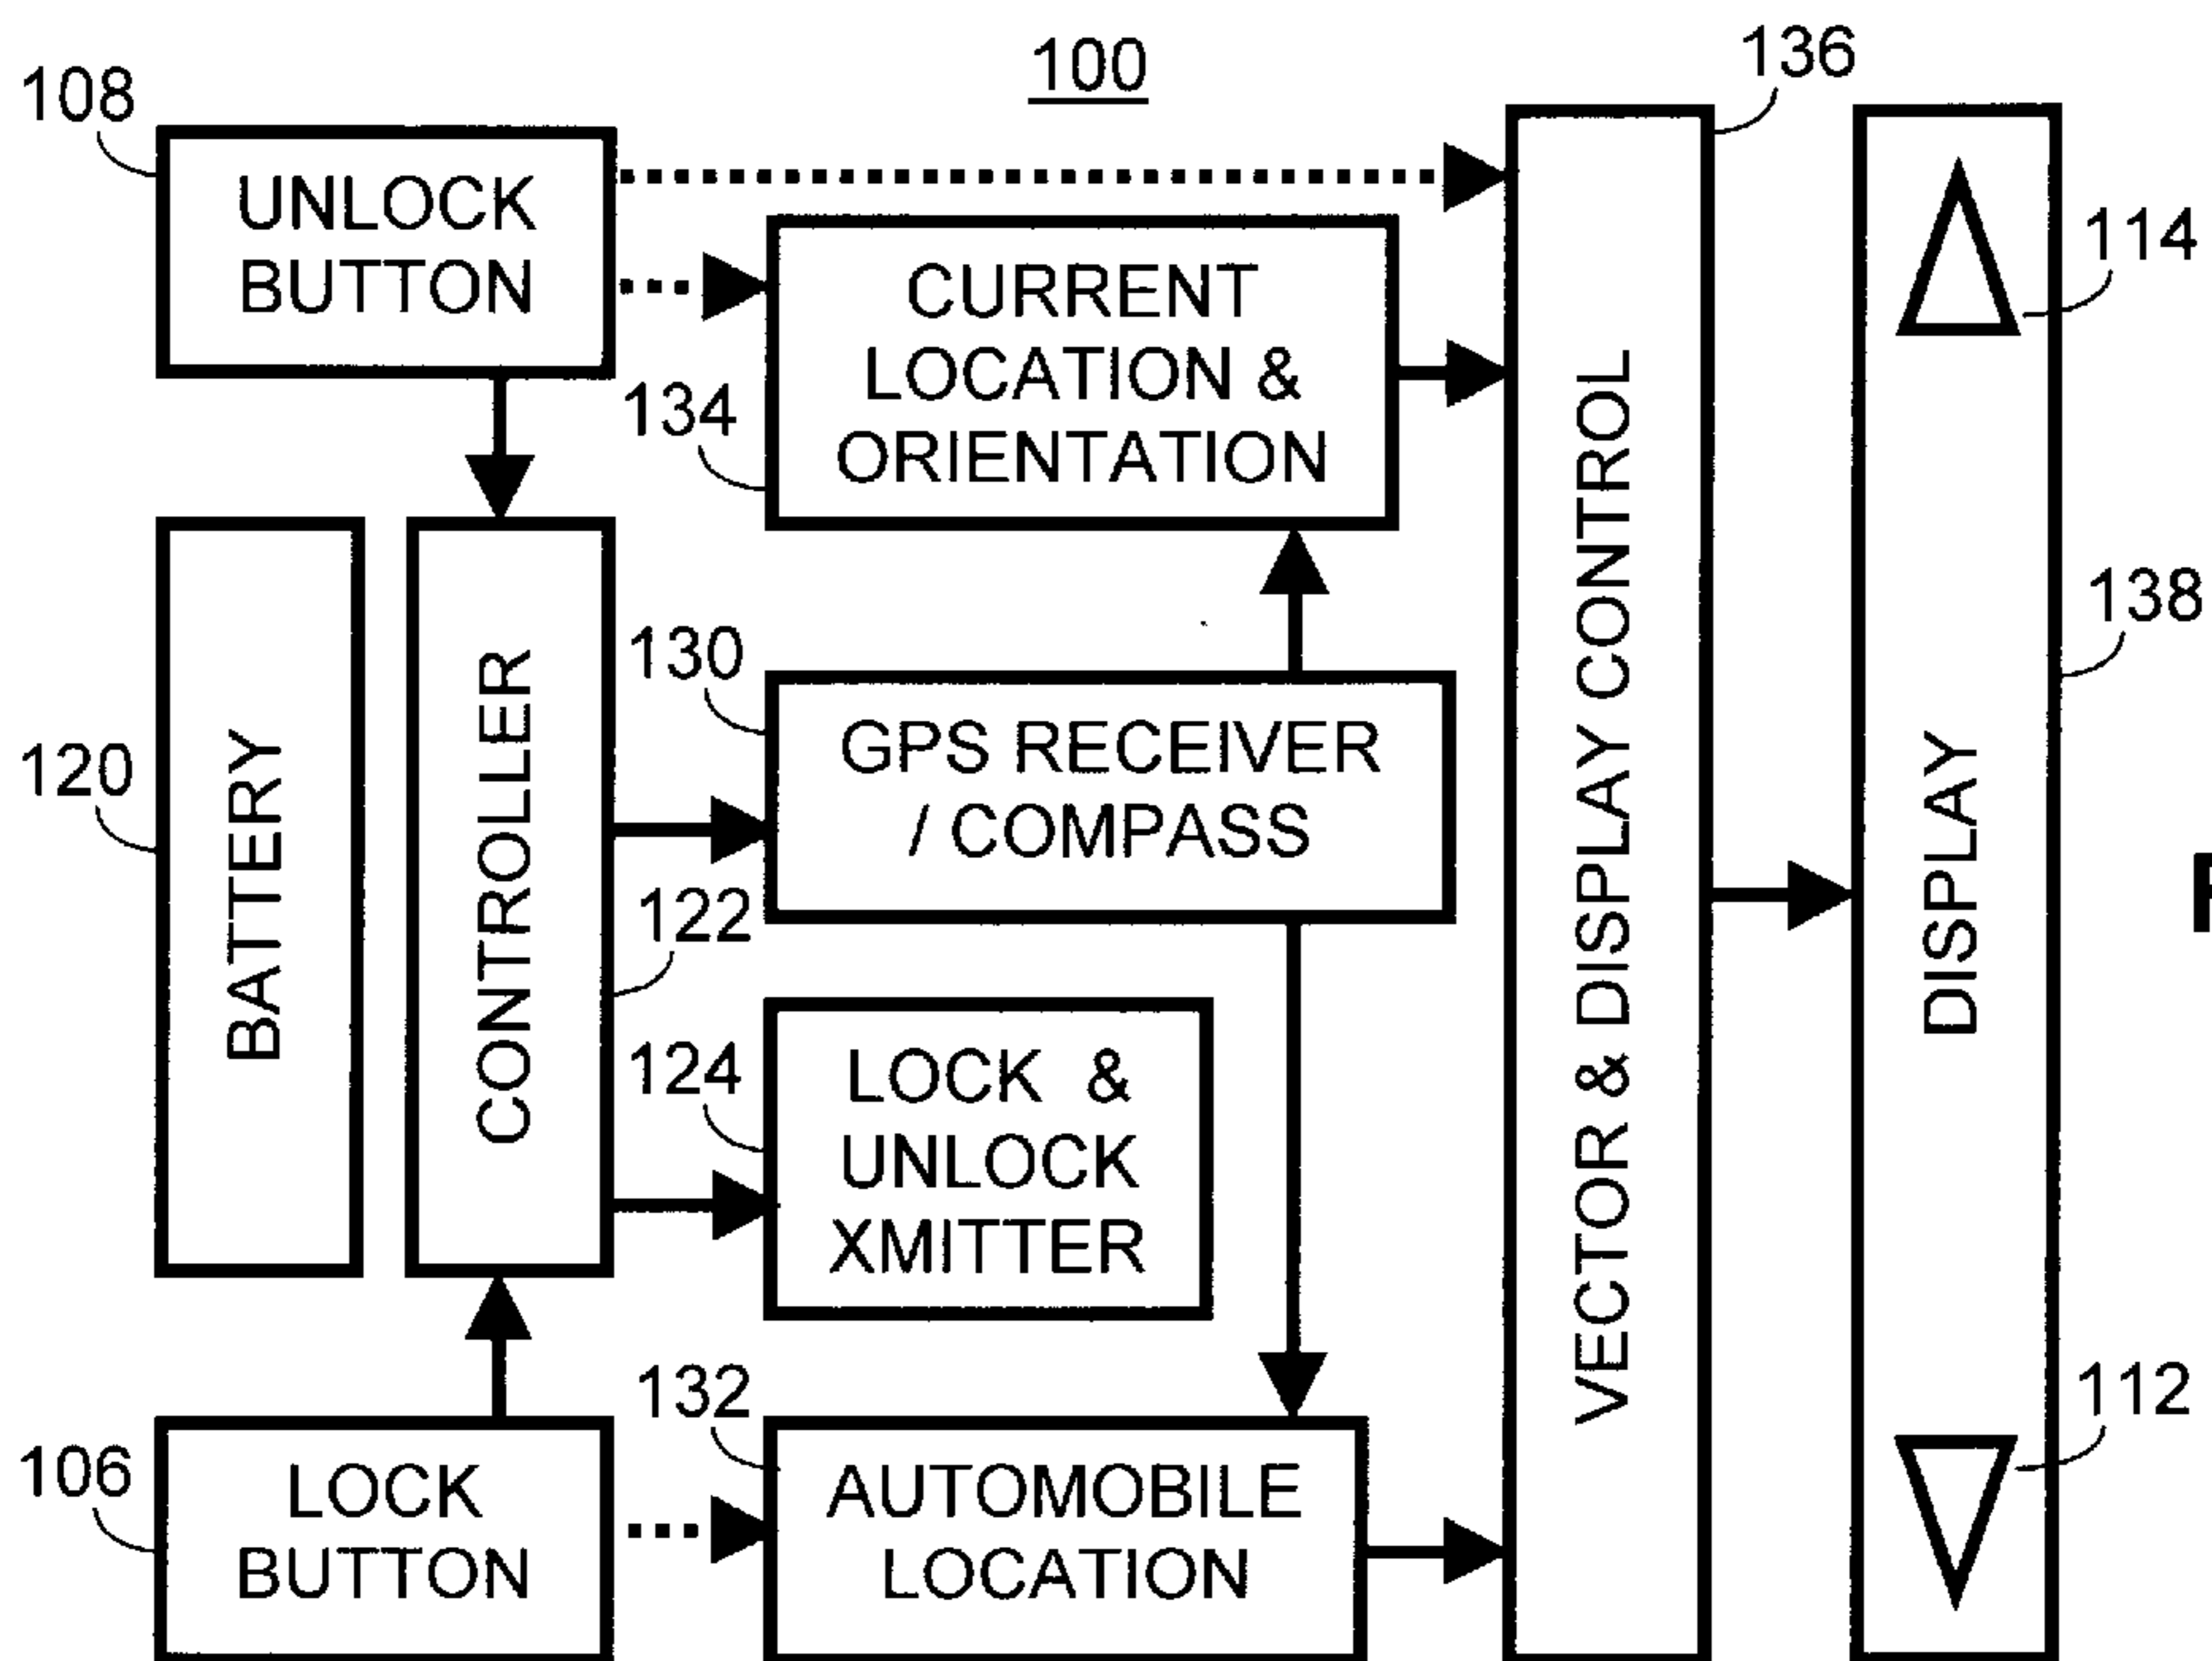 100
136
108
UNLOCK
BUTTON
114
CURRENT
LOCATION &
ORIENTATION
134
VECTOR & DISPLAY CONTROL
138
BATTERY
120
CONTROLLER
122
130
GPS RECEIVER
/ COMPASS
DISPLAY
124
LOCK &
UNLOCK
XMITTER
132
112
106
LOCK
BUTTON
AUTOMOBILE
LOCATION